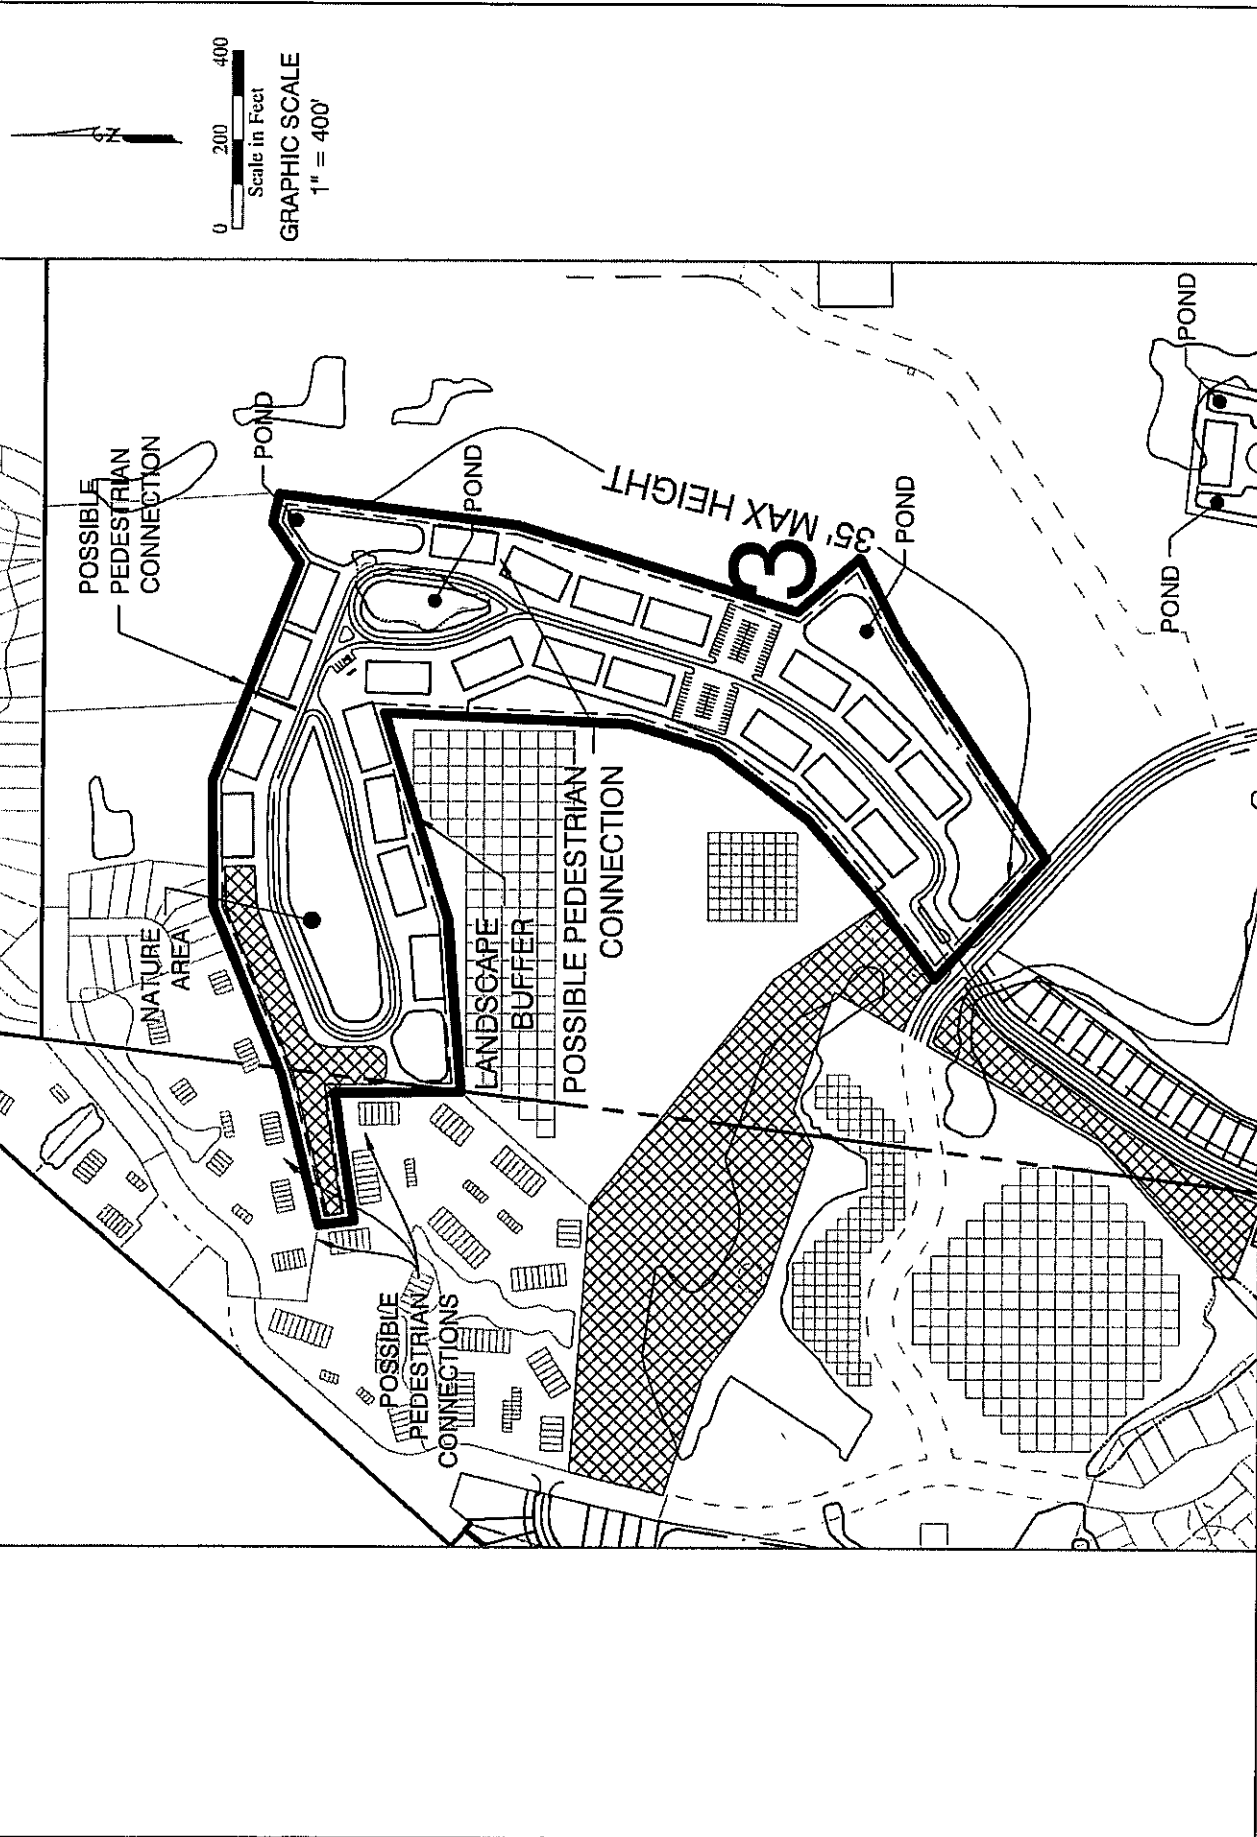 0 200 400
Scale in Feet
GRAPHIC SCALE
1" = 400'
POSSIBLE
PEDESTRIAN
CONNECTION
POND
NATURE
AREA
POND
35' MAX HEIGHT
3
POND
LANDSCAPE
BUFFER
POSSIBLE PEDESTRIAN
CONNECTION
POSSIBLE
PEDESTRIAN
CONNECTIONS
POND
POND